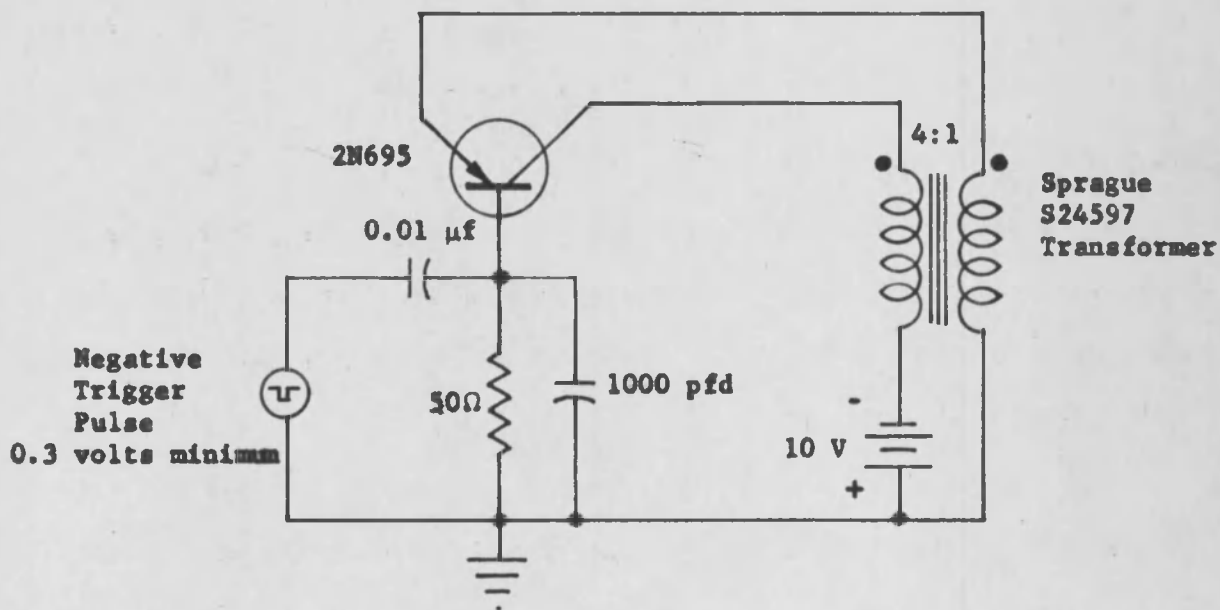 2N695
4:1
Sprague
S24597
Transformer
0.01 μf
Negative
Trigger
Pulse
0.3 volts minimum
50Ω
1000 pfd
-
10 V
+